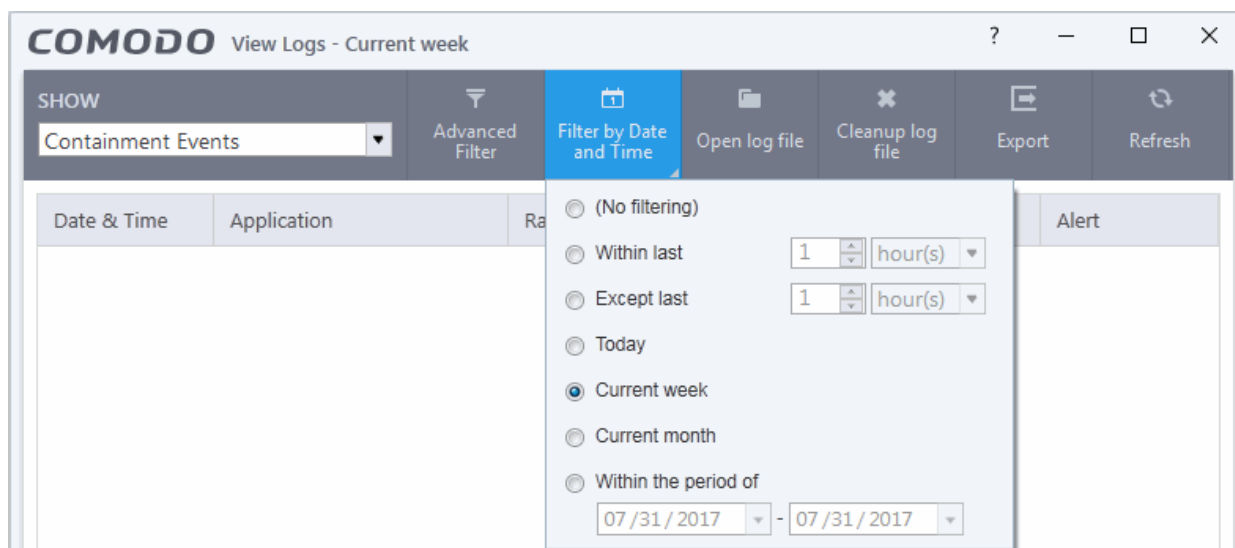 COMODO View Logs - Current week ?
SHOW
Containment Events
Advanced
Filter
Filter by Date
and Time
Open log file
Cleanup log
file
Export
Refresh
Date & Time Application Ra Alert
(No filtering)
Within last 1 hour(s)
Except last 1 hour(s)
Today
Current week
Current month
Within the period of
07/31/2017 - 07/31/2017